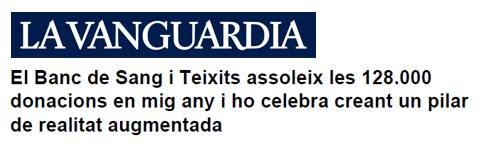 LA VANGUARDIA
El Banc de Sang i Teixits assoleix les 128.000
donacions en mig any i ho celebra creant un pilar
de realitat augmentada